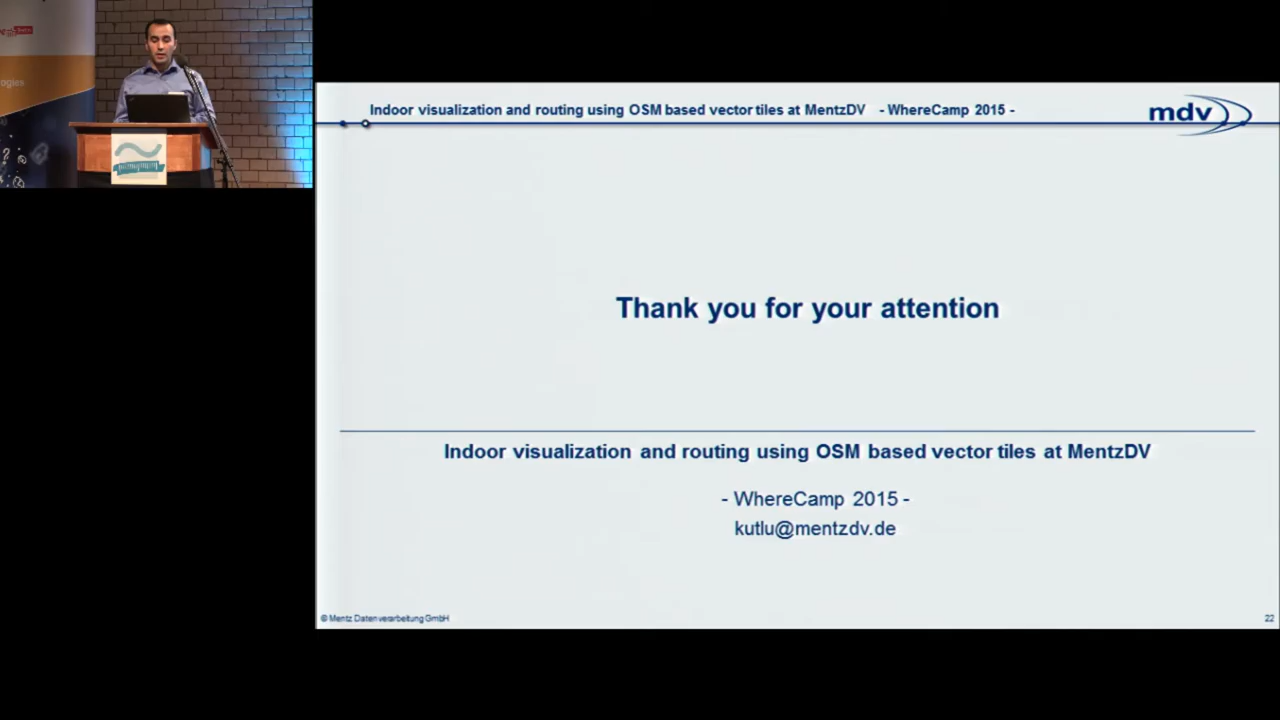 ogies
Indoor visualization and routing using OSM based vector tiles at MentzDV - WhereCamp 2015 -
mdv
Thank you for your attention
Indoor visualization and routing using OSM based vector tiles at MentzDV
- WhereCamp 2015 -
kutlu@mentzdv.de
© Mentz Datenverarbeitung GmbH
22